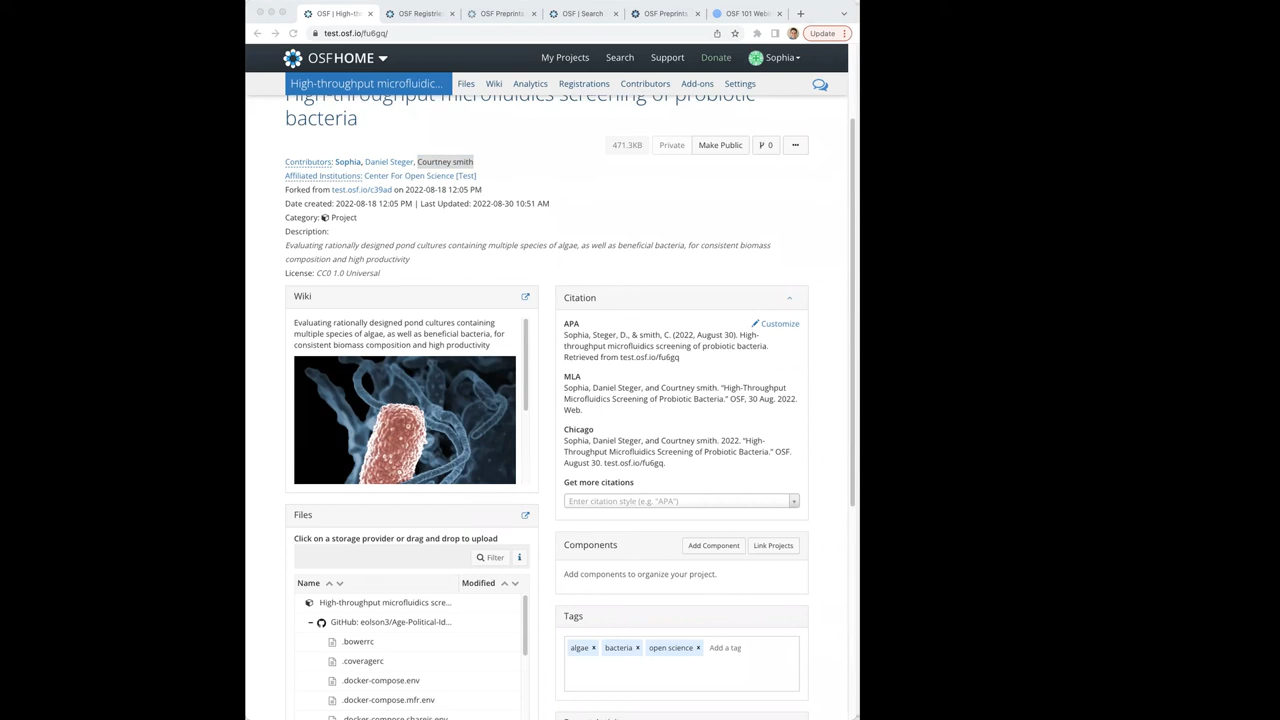 OSF | High-th
OSF Registrie
OSF Preprints
OSF | Search
OSF Preprints
OSF 101 Webi
test.osf.io/fu6gq/
Update
OSFHOME
My Projects
Search
Support
Donate
Sophia
High-throughput microfluidic...
Files
Wiki
Analytics
Registrations
Contributors
Add-ons
Settings
High-throughput microfluidics screening of probiotic
bacteria
471.3KB
Private
Make Public
0
Contributors: Sophia, Daniel Steger, Courtney smith
Affiliated Institutions: Center For Open Science [Test]
Forked from test.osf.io/c39ad on 2022-08-18 12:05 PM
Date created: 2022-08-18 12:05 PM | Last Updated: 2022-08-30 10:51 AM
Category: Project
Description:
Evaluating rationally designed pond cultures containing multiple species of algae, as well as beneficial bacteria, for consistent biomass
composition and high productivity
License: CC0 1.0 Universal
Wiki
Evaluating rationally designed pond cultures containing
multiple species of algae, as well as beneficial bacteria, for
consistent biomass composition and high productivity
Files
Click on a storage provider or drag and drop to upload
Filter
Name
Modified
High-throughput microfluidics scre...
GitHub: eolson3/Age-Political-Id...
.bowerrc
.coveragerc
.docker-compose.env
.docker-compose.mfr.env
.docker-compose.sharejs.env
Citation
APA
Customize
Sophia, Steger, D., & smith, C. (2022, August 30). High-
throughput microfluidics screening of probiotic bacteria.
Retrieved from test.osf.io/fu6gq
MLA
Sophia, Daniel Steger, and Courtney smith. “High-Throughput
Microfluidics Screening of Probiotic Bacteria.” OSF, 30 Aug. 2022.
Web.
Chicago
Sophia, Daniel Steger, and Courtney smith. 2022. “High-
Throughput Microfluidics Screening of Probiotic Bacteria.” OSF.
August 30. test.osf.io/fu6gq.
Get more citations
Enter citation style (e.g. "APA")
Components
Add Component
Link Projects
Add components to organize your project.
Tags
algae x
bacteria x
open science x
Add a tag